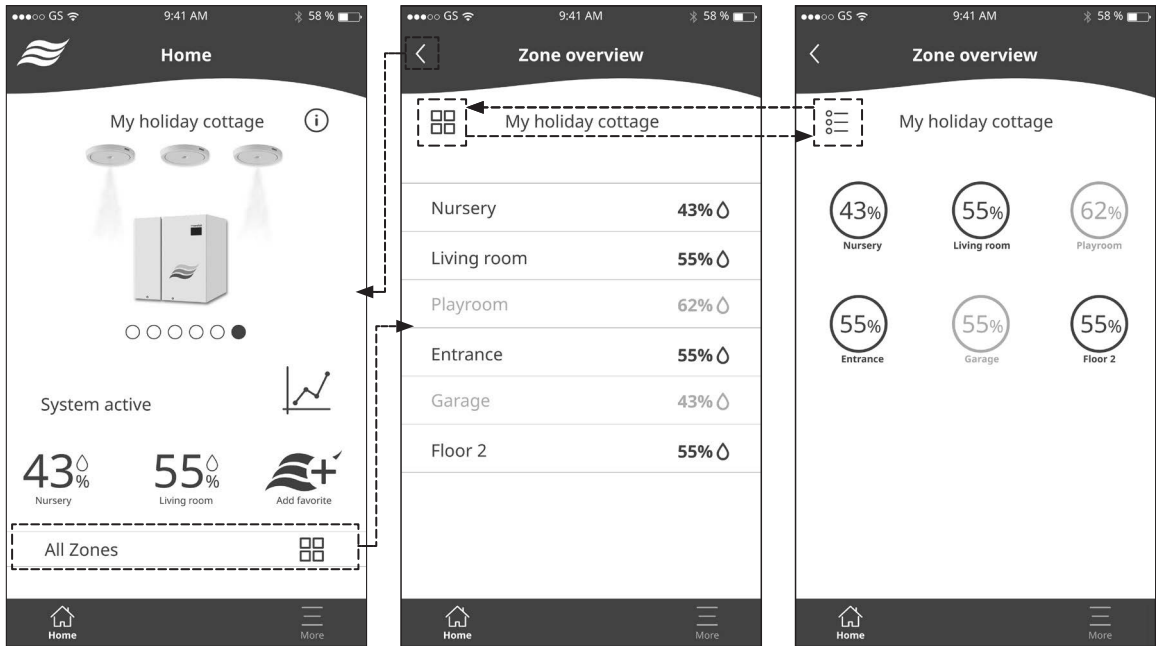 GS 9:41 AM 58 %
Home
My holiday cottage
System active
43% 55%
Nursery Living room Add favorite
All Zones
Home More
GS 9:41 AM 58 %
Zone overview
My holiday cottage
Nursery 43%
Living room 55%
Playroom 62%
Entrance 55%
Garage 43%
Floor 2 55%
Home More
GS 9:41 AM 58 %
Zone overview
My holiday cottage
43% 55% 62%
Nursery Living room Playroom
55% 55% 55%
Entrance Garage Floor 2
Home More